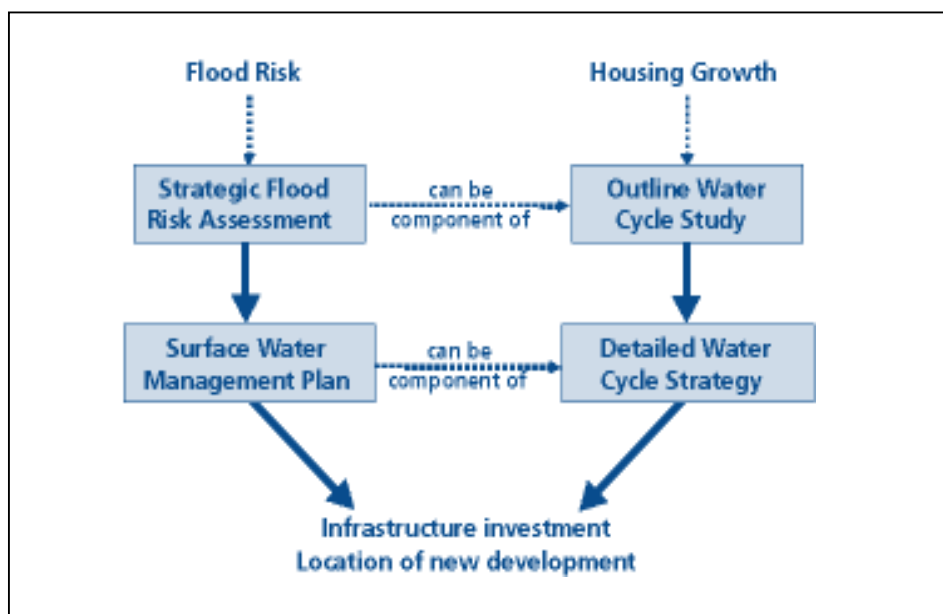 Flood Risk
Housing Growth
Strategic Flood
Risk Assessment
can be
component of
Outline Water
Cycle Study
Surface Water
Management Plan
can be
component of
Detailed Water
Cycle Strategy
Infrastructure investment
Location of new development